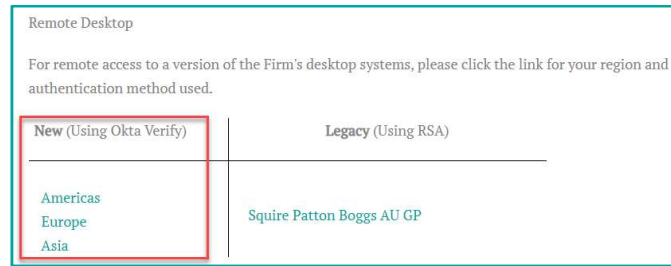 Remote Desktop
For remote access to a version of the Firm's desktop systems, please click the link for your region and
authentication method used.
New (Using Okta Verify)
Legacy (Using RSA)
Americas
Europe
Asia
Squire Patton Boggs AU GP